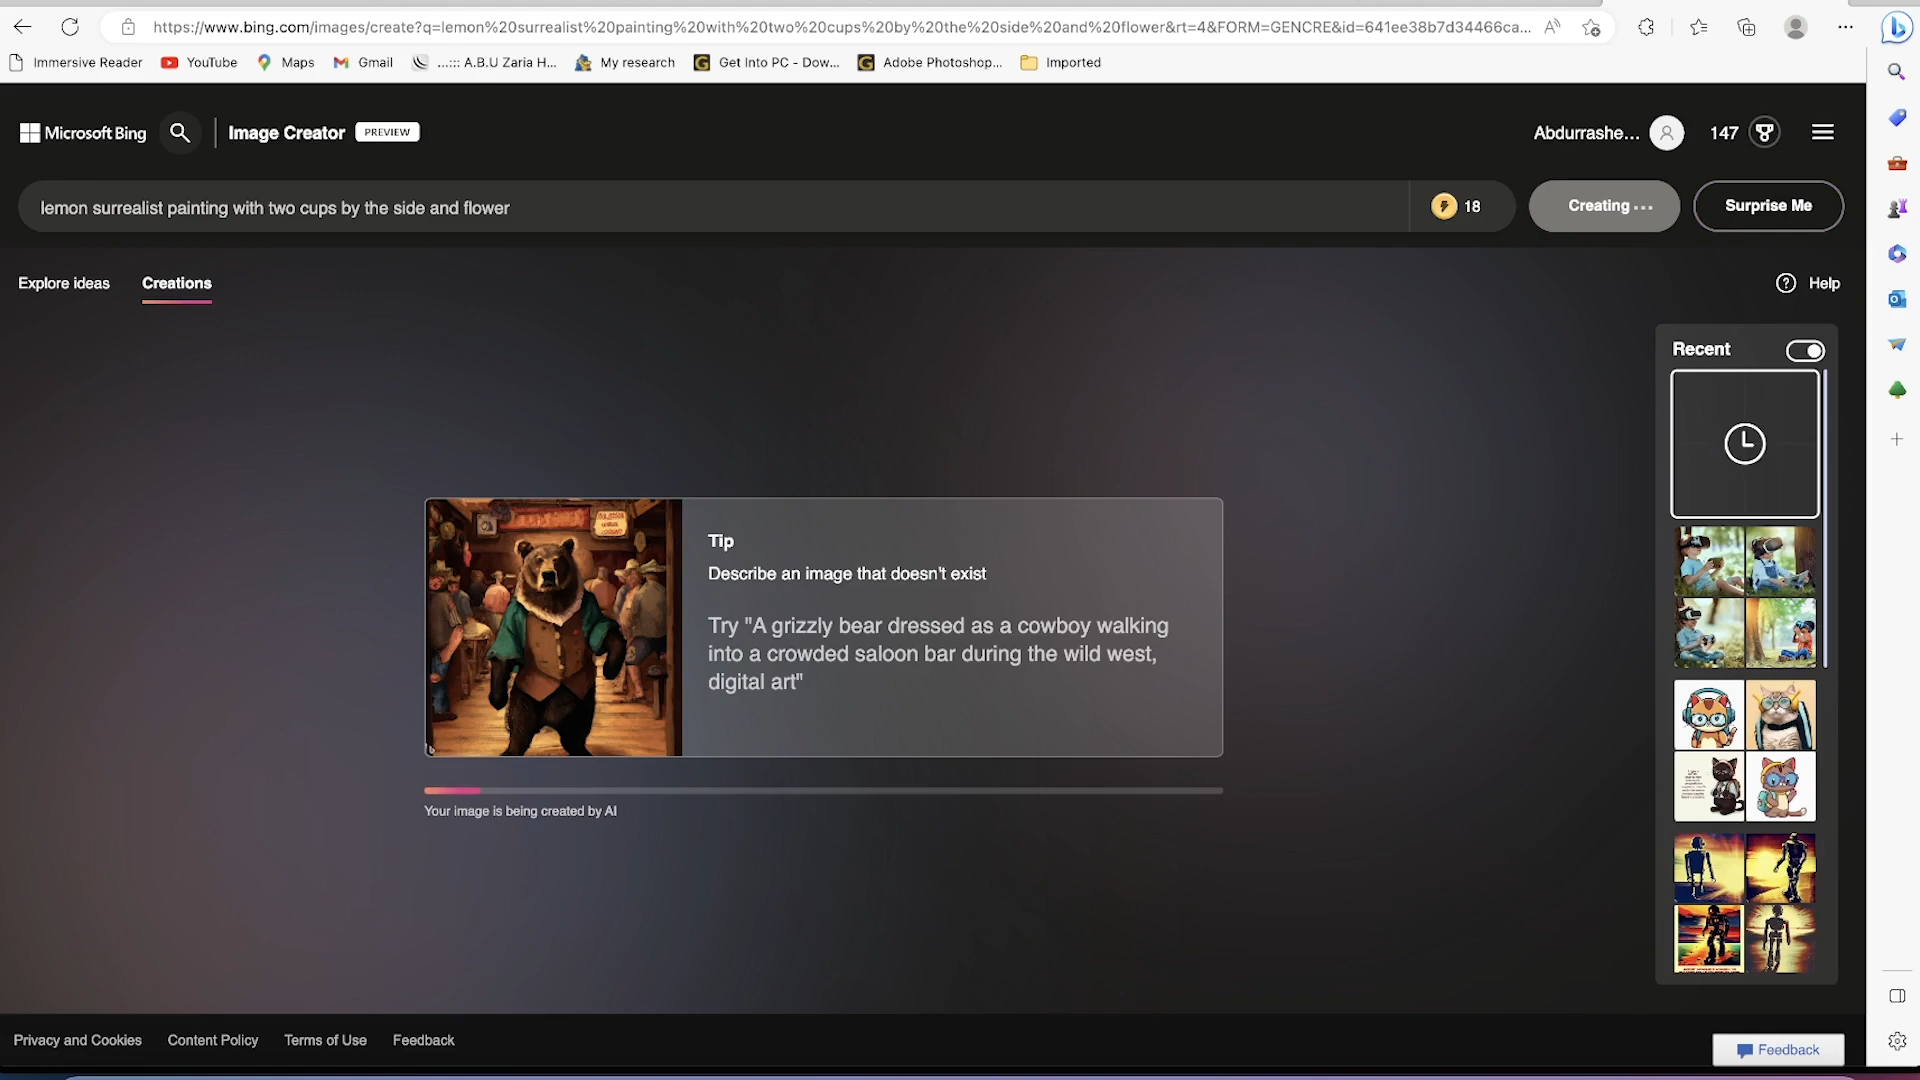 https://www.bing.com/images/create?q=lemon%20surrealist%20painting%20with%20two%20cups%20by%20the%20side%20and%20flower&rt=4&FORM=GENCRE&id=641ee38b7d34466ca...
Immersive Reader YouTube Maps Gmail ...::: A.B.U Zaria H... My research Get Into PC - Dow... Adobe Photoshop... Imported
Microsoft Bing Image Creator PREVIEW Abdurrashe... 147
lemon surrealist painting with two cups by the side and flower 18 Creating... Surprise Me
Explore ideas Creations Help
Recent
Tip
Describe an image that doesn't exist
Try "A grizzly bear dressed as a cowboy walking
into a crowded saloon bar during the wild west,
digital art"
Your image is being created by AI
Privacy and Cookies Content Policy Terms of Use Feedback
Feedback